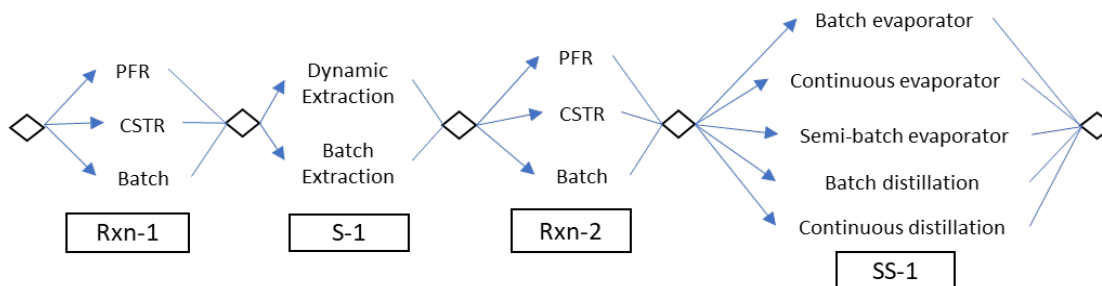 PFR
CSTR
Batch
Rxn-1
Dynamic
Extraction
Batch
Extraction
S-1
PFR
CSTR
Batch
Rxn-2
Batch evaporator
Continuous evaporator
Semi-batch evaporator
Batch distillation
Continuous distillation
SS-1